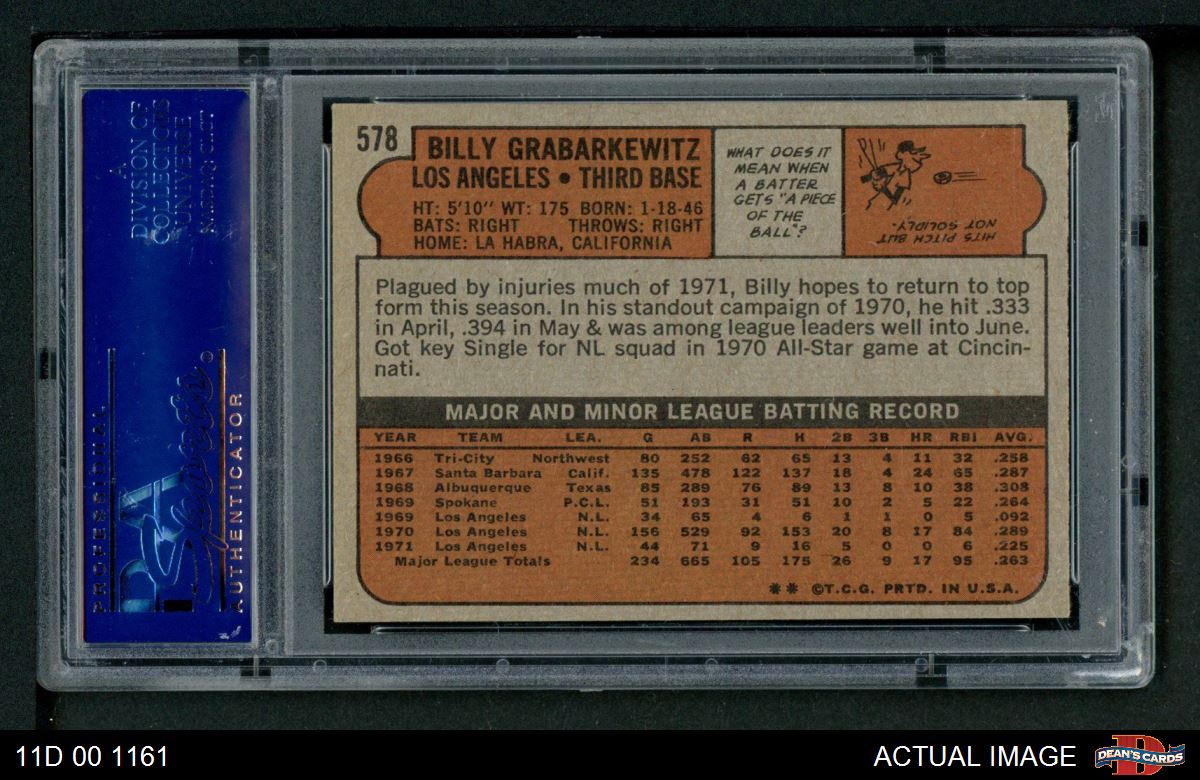 A
DIVISION OF
COLLECTORS
UNIVERSE
NASDAQ: CLCT
PROFESSIONAL
PSA
AUTHENTICATOR
578
BILLY GRABARKEWITZ
LOS ANGELES • THIRD BASE
HT: 5'10" WT: 175 BORN: 1-18-46
BATS: RIGHT THROWS: RIGHT
HOME: LA HABRA, CALIFORNIA
WHAT DOES IT
MEAN WHEN
A BATTER
GETS "A PIECE
OF THE
BALL"?
HITS PITCH BUT
NOT SOLIDLY.
Plagued by injuries much of 1971, Billy hopes to return to top
form this season. In his standout campaign of 1970, he hit .333
in April, .394 in May & was among league leaders well into June.
Got key Single for NL squad in 1970 All-Star game at Cincin-
nati.
MAJOR AND MINOR LEAGUE BATTING RECORD
YEAR TEAM LEA. G AB R H 2B 3B HR RBI AVG.
1966 Tri-City Northwest 80 252 62 65 13 4 11 32 .258
1967 Santa Barbara Calif. 135 478 122 137 18 4 24 65 .287
1968 Albuquerque Texas 85 289 76 89 13 8 10 38 .308
1969 Spokane P.C.L. 51 193 31 51 10 2 5 22 .264
1969 Los Angeles N.L. 34 65 4 6 1 1 0 5 .092
1970 Los Angeles N.L. 156 529 92 153 20 8 17 84 .289
1971 Los Angeles N.L. 44 71 9 16 5 0 0 6 .225
Major League Totals 234 665 105 175 26 9 17 95 .263
** ©T.C.G. PRTD. IN U.S.A.
11D 00 1161
ACTUAL IMAGE
DEAN'S CARDS